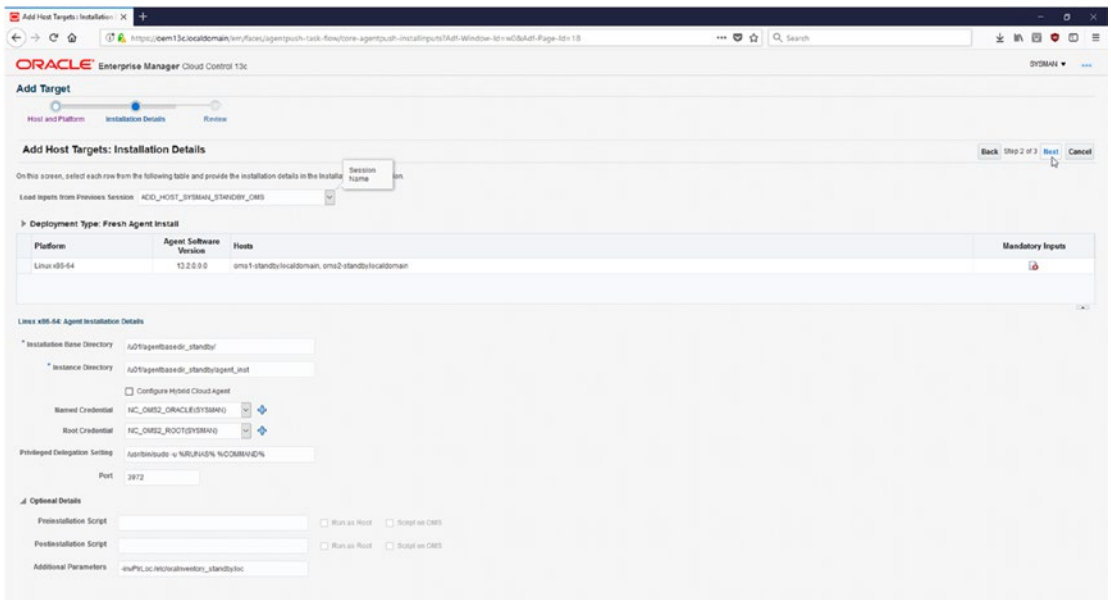 Add Host Targets: Installation
https://oem13c.localdomain/em/faces/agentpush-task-flow/core-agentpush-installinputs?Adf-Window-Id=w0&Adf-Page-Id=18
Search
ORACLE Enterprise Manager Cloud Control 13c
SYSMAN
Add Target
Host and Platform
Installation Details
Review
Add Host Targets: Installation Details
Back Step 2 of 3 Next Cancel
On this screen, select each row from the following table and provide the installation details in the
Session Name
Load Inputs from Previous Session ADD_HOST_SYSMAN_STANDBY_OMS
Deployment Type: Fresh Agent Install
Platform Agent Software Version Hosts Mandatory Inputs
Linux x86-64 13.2.0.0.0 oms1-standby.localdomain, oms2-standby.localdomain
Linux x86-64: Agent Installation Details
* Installation Base Directory /u01/agentbasedir_standby/
* Instance Directory /u01/agentbasedir_standby/agent_inst
Configure Hybrid Cloud Agent
Named Credential NC_OMS2_ORACLE(SYSMAN)
Root Credential NC_OMS2_ROOT(SYSMAN)
Privileged Delegation Setting /usr/bin/sudo -u %RUNAS% %COMMAND%
Port 3872
Optional Details
Preinstallation Script Run as Root Script on OMS
Postinstallation Script Run as Root Script on OMS
Additional Parameters -invPtrLoc /etc/oraInventory_standby.loc